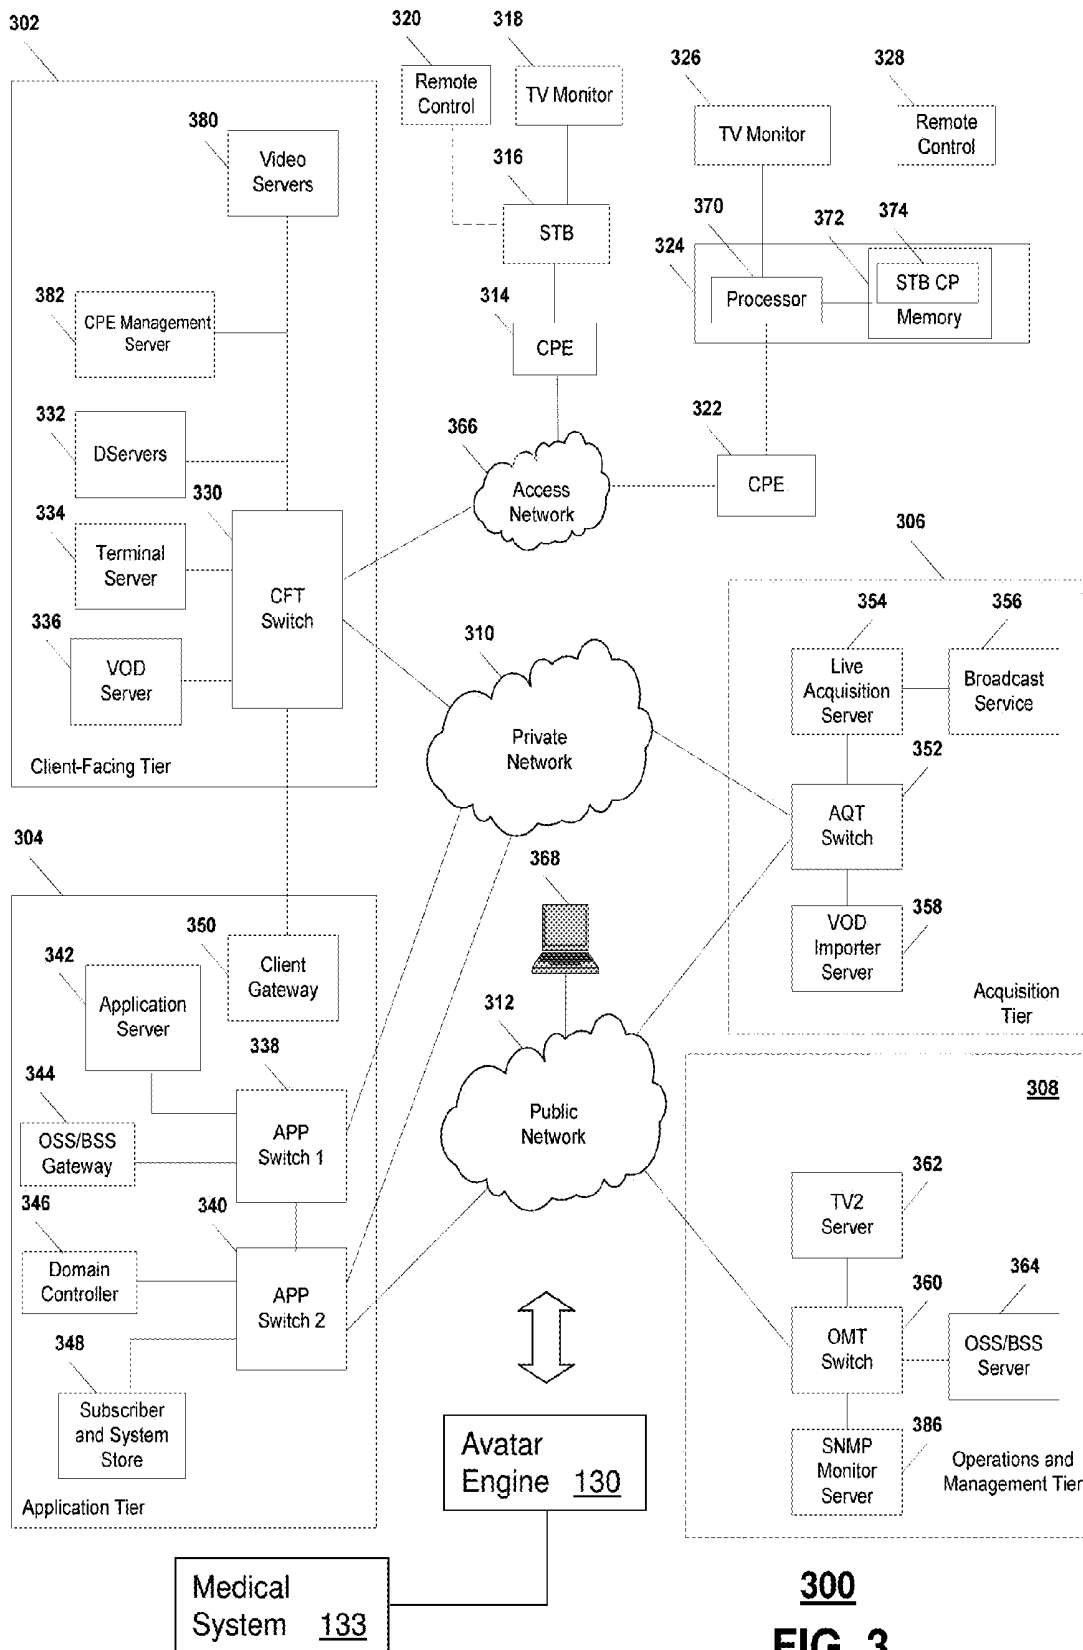 302
320
318
326
328
Remote
Control
TV Monitor
TV Monitor
Remote
Control
380
Video
Servers
316
STB
370
372
374
324
Processor
STB CP
Memory
382
CPE Management
Server
314
CPE
332
DServers
366
Access
Network
322
CPE
330
334
Terminal
Server
CFT
Switch
336
VOD
Server
Client-Facing Tier
306
354
356
Live
Acquisition
Server
Broadcast
Service
310
Private
Network
352
AQT
Switch
304
368
350
Client
Gateway
342
Application
Server
358
VOD
Importer
Server
Acquisition
Tier
312
338
344
OSS/BSS
Gateway
APP
Switch 1
Public
Network
308
346
340
Domain
Controller
APP
Switch 2
362
TV2
Server
360
364
OMT
Switch
OSS/BSS
Server
348
Subscriber
and System
Store
Application Tier
386
SNMP
Monitor
Server
Operations and
Management Tier
Avatar
Engine 130
Medical
System 133
300
FIG. 3